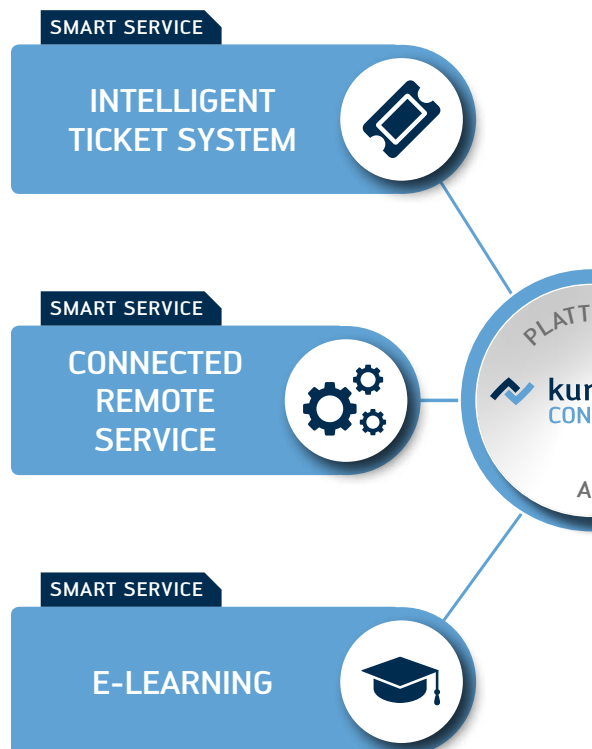 SMART SERVICE
INTELLIGENT
TICKET SYSTEM
SMART SERVICE
CONNECTED
REMOTE
SERVICE
SMART SERVICE
E-LEARNING